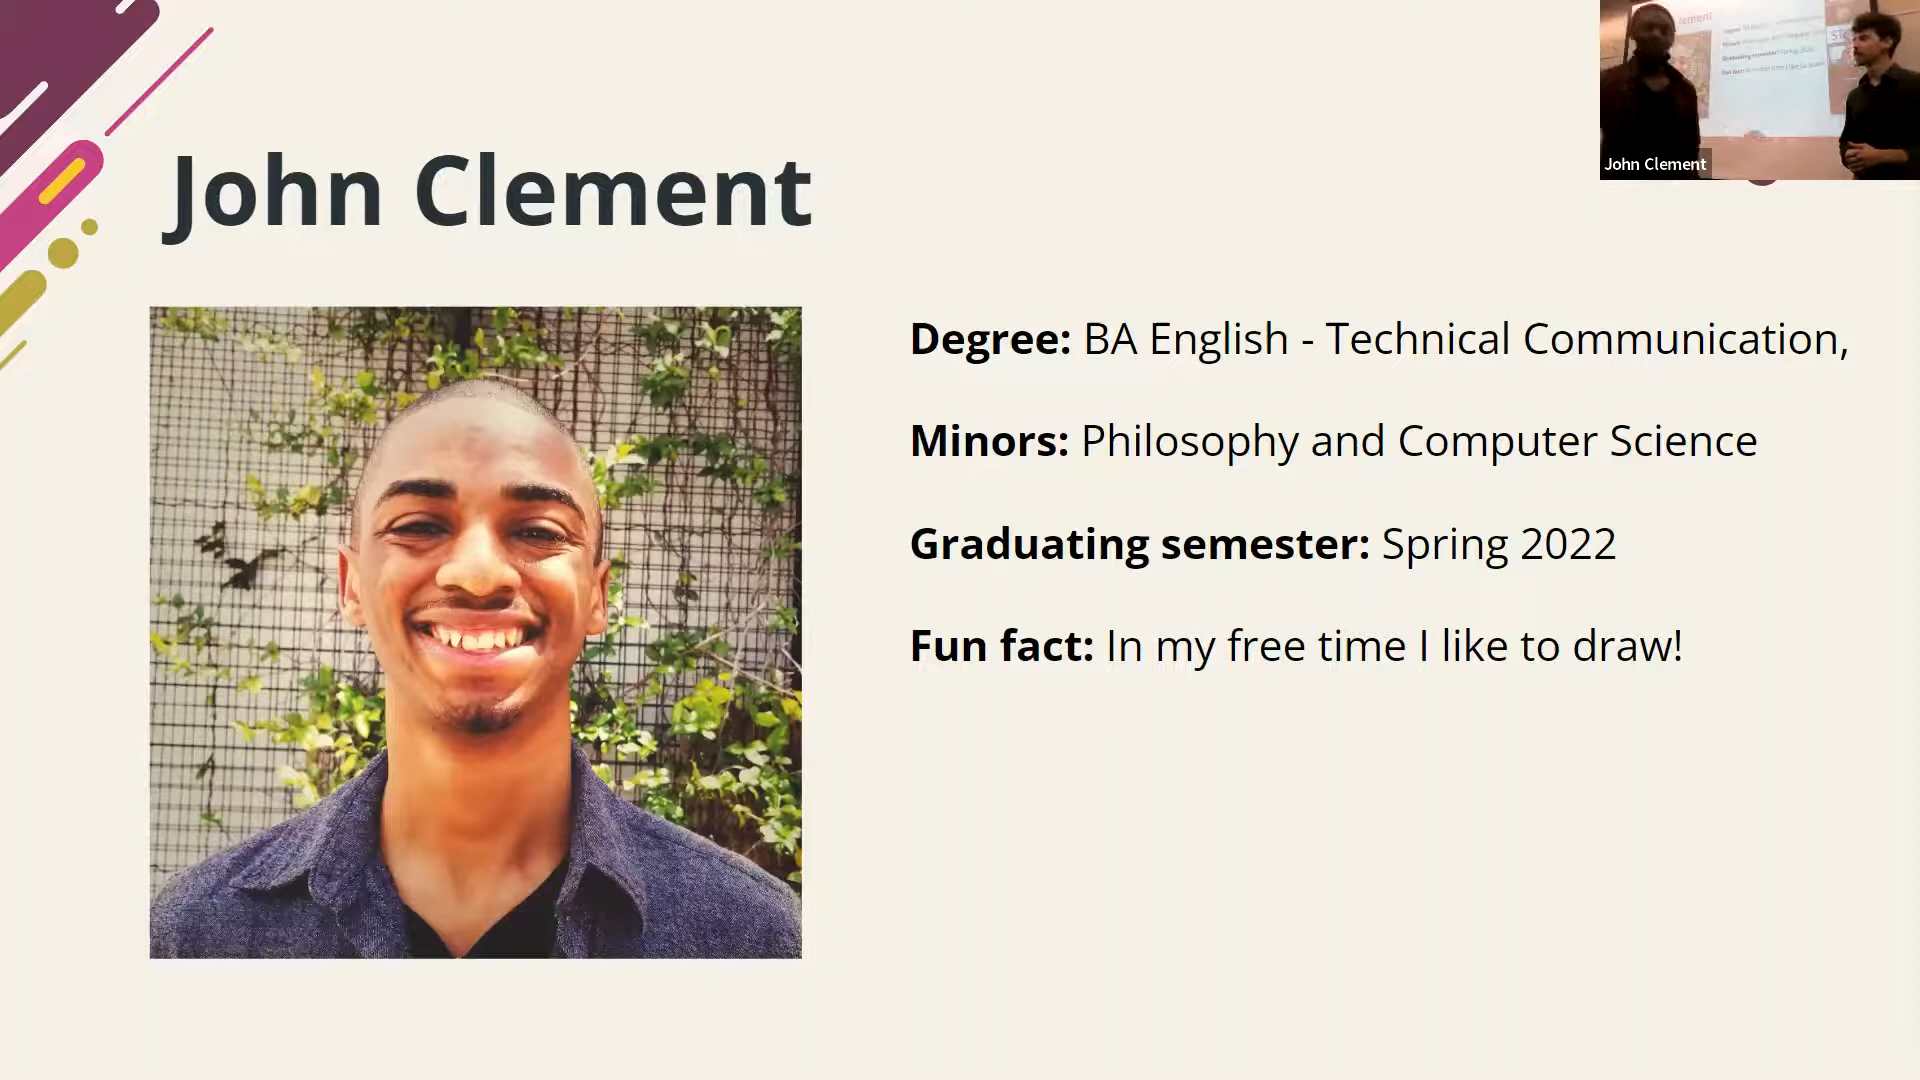 John Clement
John Clement
Degree: BA English - Technical Communication,
Minors: Philosophy and Computer Science
Graduating semester: Spring 2022
Fun fact: In my free time I like to draw!